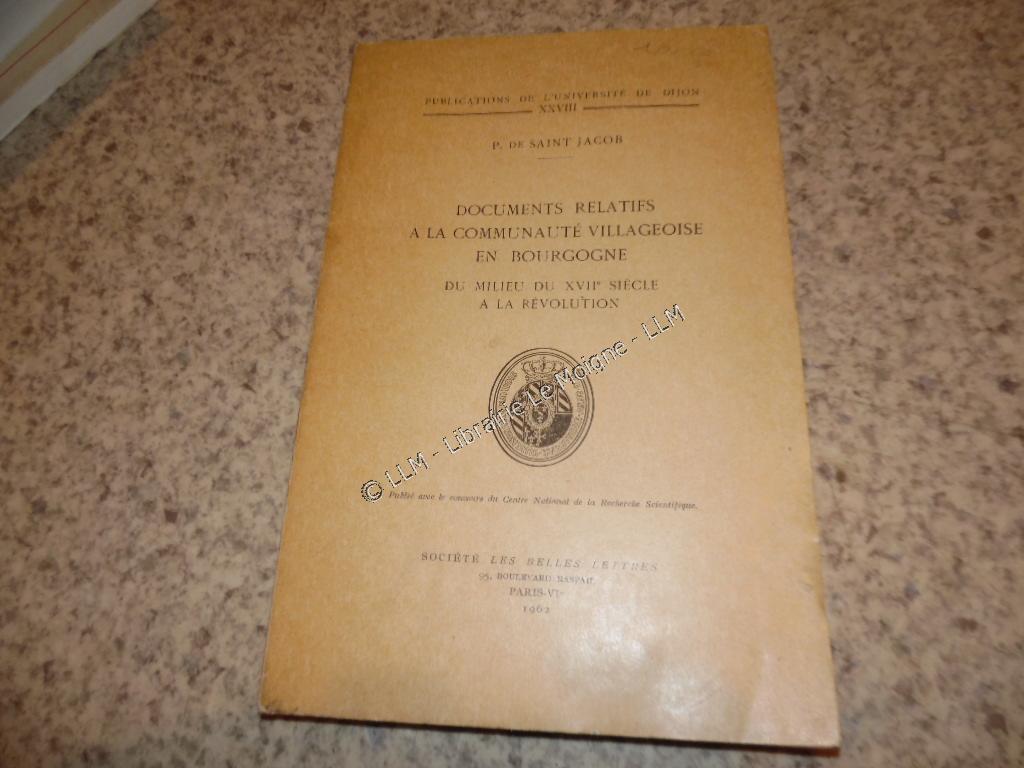 PUBLICATIONS DE L'UNIVERSITÉ DE DIJON
XXVIII
P. DE SAINT JACOB
DOCUMENTS RELATIFS
A LA COMMUNAUTÉ VILLAGEOISE
EN BOURGOGNE
DU MILIEU DU XVIIe SIÈCLE
A LA RÉVOLUTION
© LLM - Librairie Le Moigne - LLM
Publié avec le concours du Centre National de la Recherche Scientifique.
SOCIÉTÉ LES BELLES LETTRES
95, BOULEVARD RASPAIL
PARIS-VIe
1962